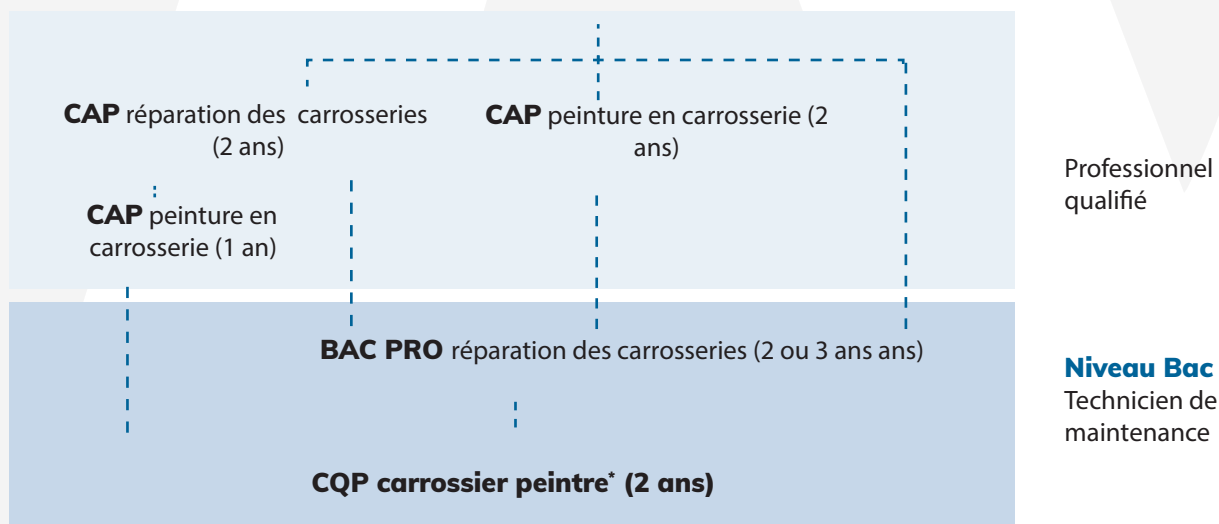 CAP réparation des carrosseries
(2 ans)
CAP peinture en carrosserie (2
ans)
CAP peinture en
carrosserie (1 an)
Professionnel
qualifié
BAC PRO réparation des carrosseries (2 ou 3 ans ans)
Niveau Bac
Technicien de
maintenance
CQP carrossier peintre* (2 ans)